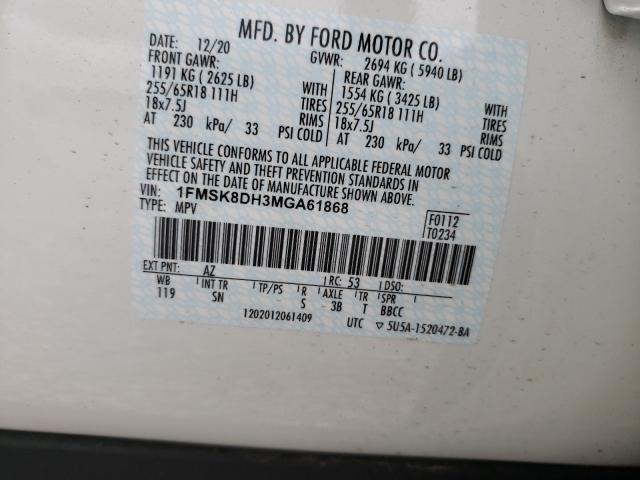 MFD. BY FORD MOTOR CO.
DATE: 12/20 GVWR: 2694 KG ( 5940 LB)
FRONT GAWR: REAR GAWR:
1191 KG ( 2625 LB) WITH 1554 KG ( 3425 LB) WITH
255/65R18 111H TIRES 255/65R18 111H TIRES
18x7.5J RIMS 18x7.5J RIMS
AT 230 kPa/ 33 PSI COLD AT 230 kPa/ 33 PSI COLD
THIS VEHICLE CONFORMS TO ALL APPLICABLE FEDERAL MOTOR
VEHICLE SAFETY AND THEFT PREVENTION STANDARDS IN
EFFECT ON THE DATE OF MANUFACTURE SHOWN ABOVE.
VIN: 1FMSK8DH3MGA61868
TYPE: MPV
F0112
T0234
EXT PNT: AZ RC: 53 DSO:
WB INT TR TP/PS R AXLE TR SPR
119 SN S 3B T BBCC
1202012061409 UTC ▽ 5U5A-1520472-BA